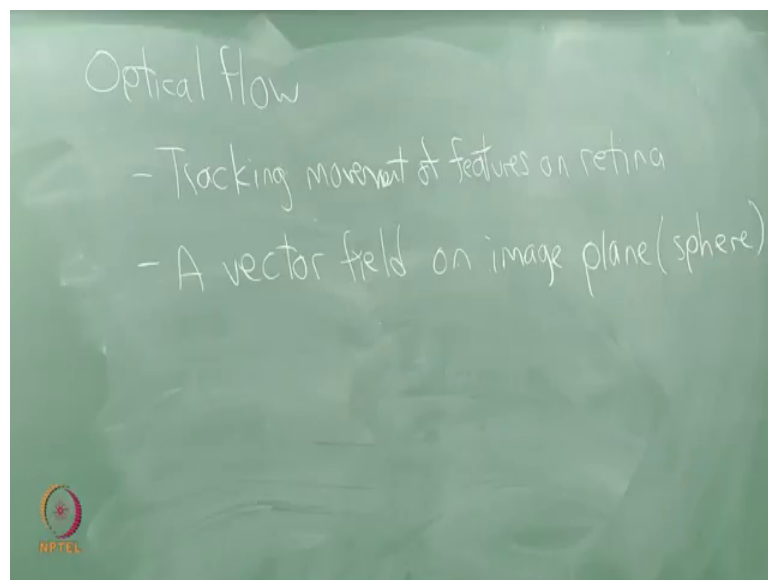 Optical flow
- Tracking movement of features on retina
- A vector field on image plane (sphere)
NPTEL